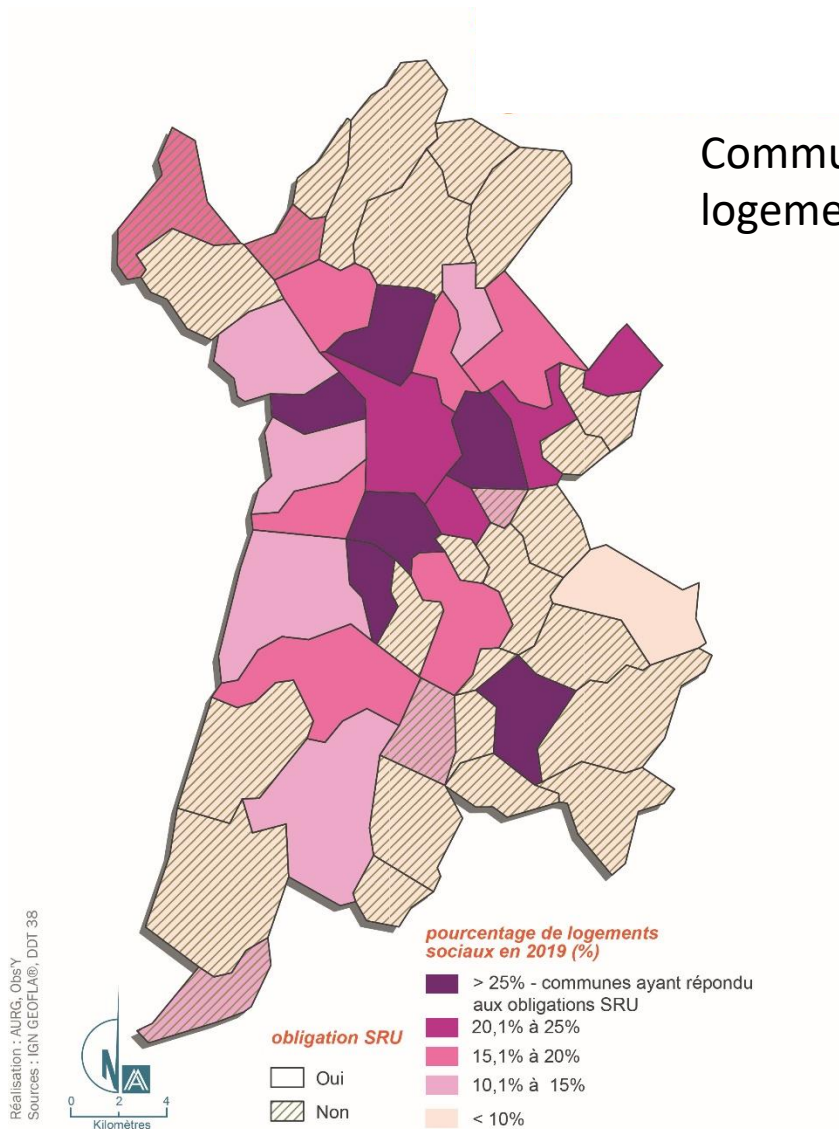 Commu
logeme
pourcentage de logements
sociaux en 2019 (%)
> 25% - communes ayant répondu
aux obligations SRU
20,1% à 25%
15,1% à 20%
10,1% à 15%
< 10%
obligation SRU
Oui
Non
N
0 2 4
Kilomètres
Réalisation : AURG, Obs'Y
Sources : IGN GEOFLA®, DDT 38